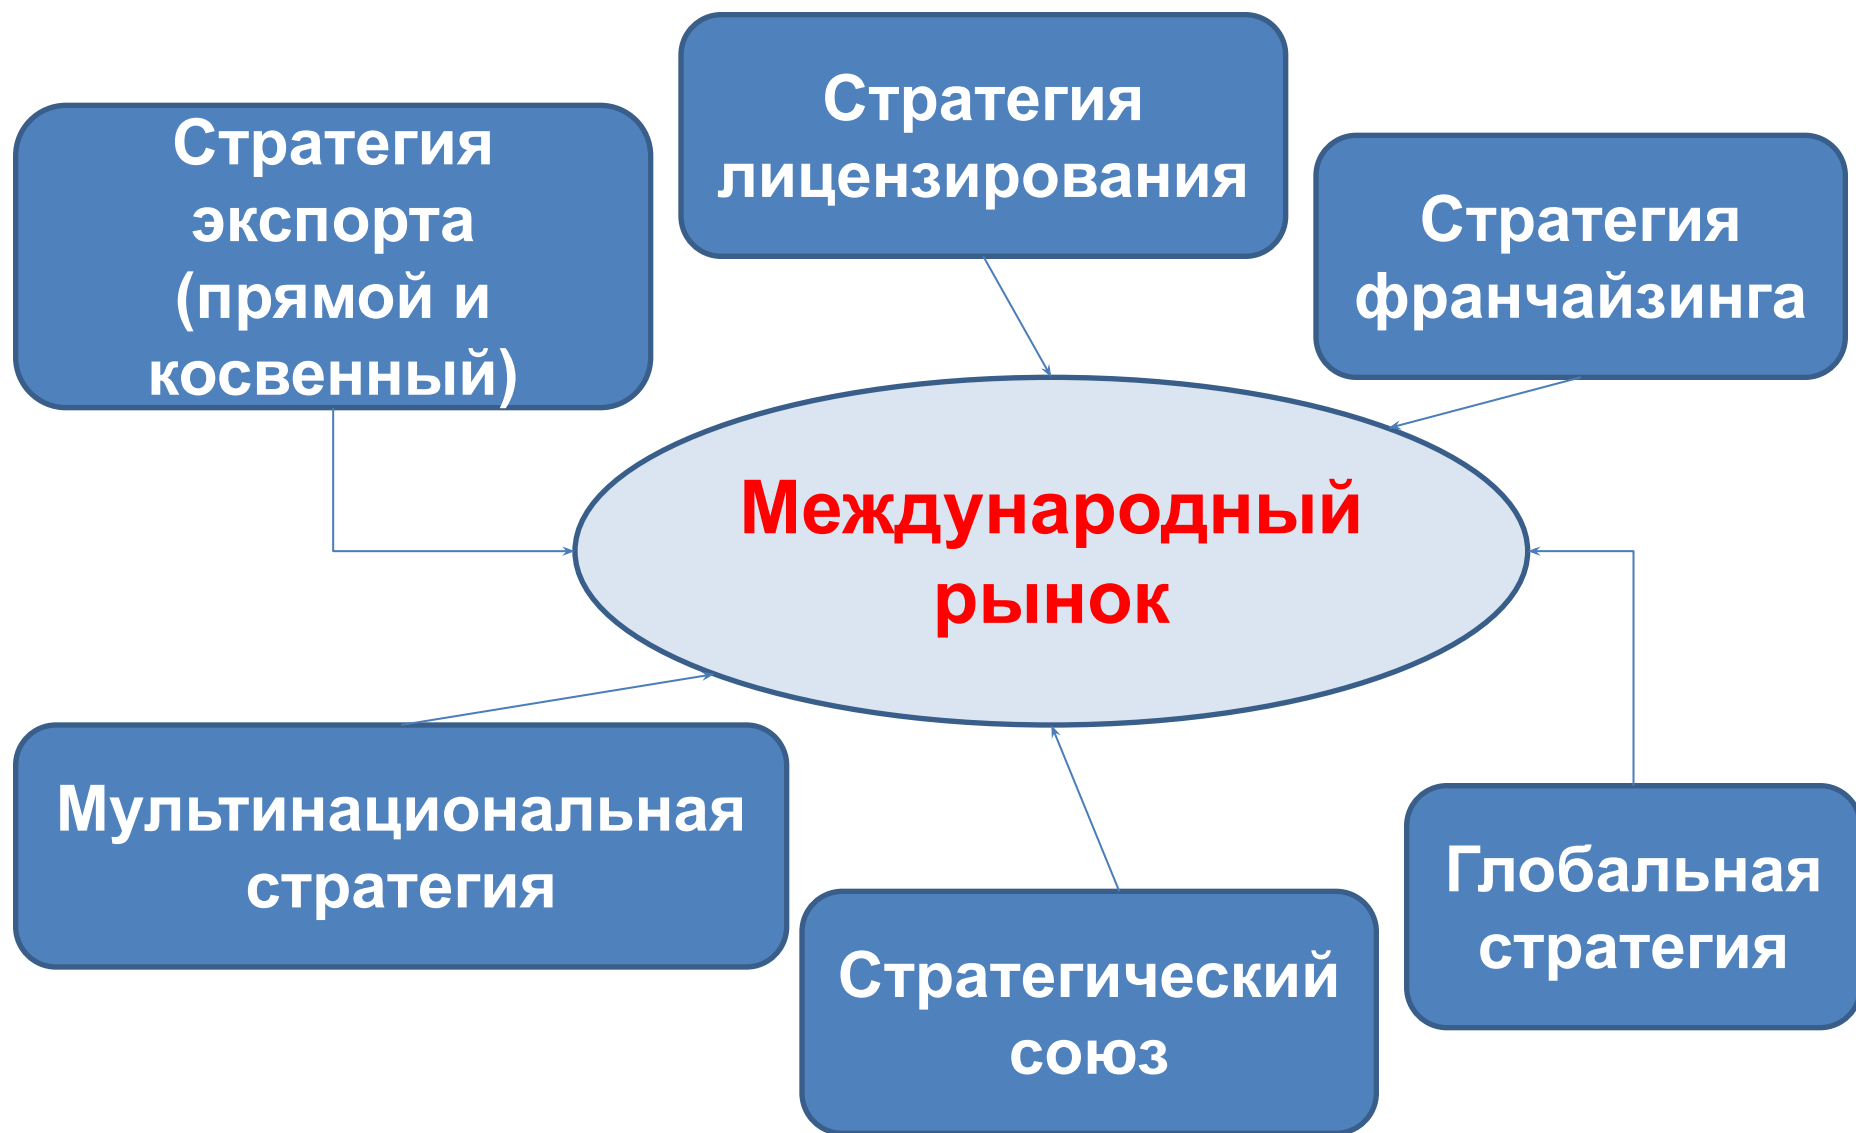 Стратегия
лицензирования
Стратегия
экспорта
(прямой и
косвенный)
Стратегия
франчайзинга
Международный
рынок
Мультинациональная
стратегия
Глобальная
стратегия
Стратегический
союз